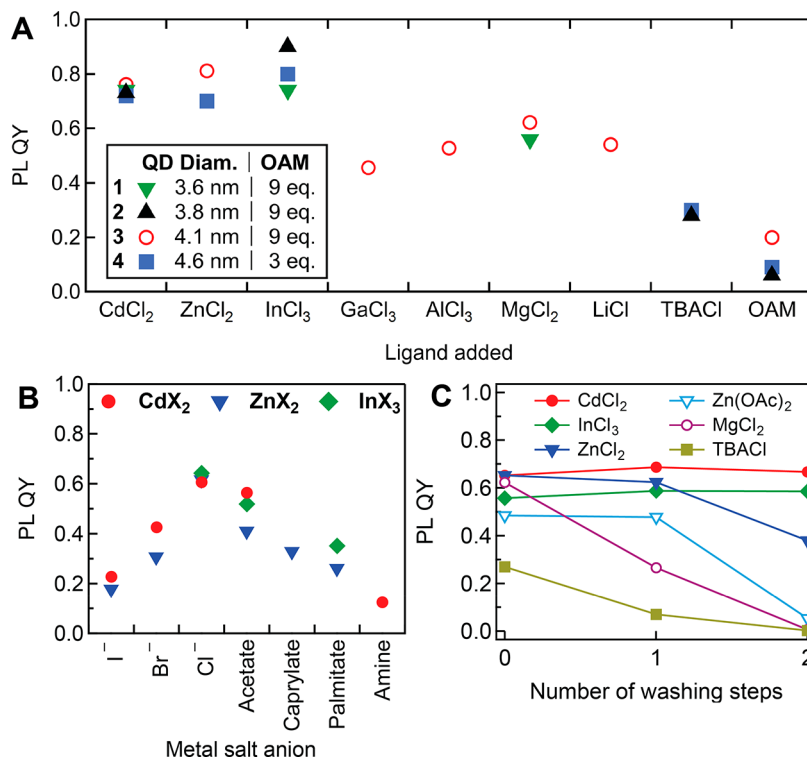 A
1.0
0.8
0.6
0.4
0.2
0.0
PL QY
QD Diam. | OAM
1 3.6 nm 9 eq.
2 3.8 nm 9 eq.
3 4.1 nm 9 eq.
4 4.6 nm 3 eq.
CdCl₂ ZnCl₂ InCl₃ GaCl₃ AlCl₃ MgCl₂ LiCl TBACl OAM
Ligand added
B
CdX₂ ZnX₂ InX₃
1.0
0.8
0.6
0.4
0.2
0.0
PL QY
I⁻
Br⁻
Cl⁻
Acetate
Caprylate
Palmitate
Amine
Metal salt anion
C
CdCl₂
InCl₃
ZnCl₂
Zn(OAc)₂
MgCl₂
TBACl
1.0
0.8
0.6
0.4
0.2
0.0
PL QY
0 1 2
Number of washing steps